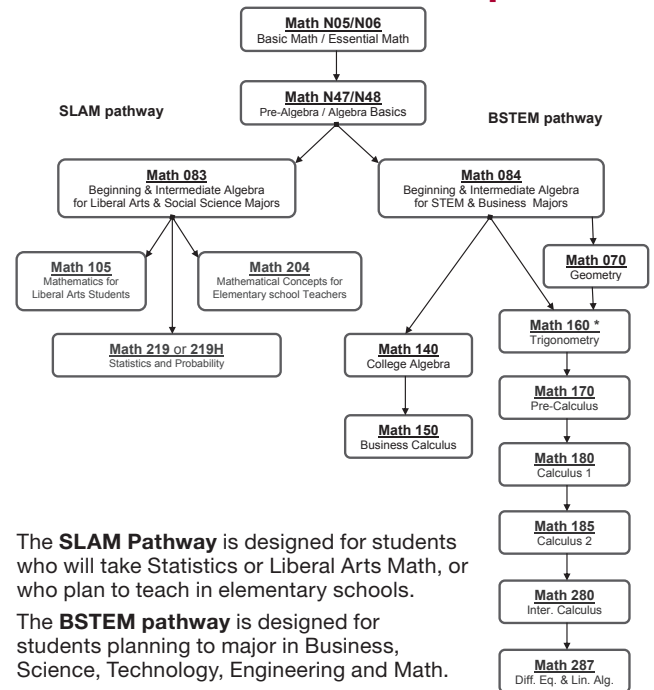 Math N05/N06
Basic Math / Essential Math
Math N47/N48
Pre-Algebra / Algebra Basics
SLAM pathway
BSTEM pathway
Math 083
Beginning & Intermediate Algebra
for Liberal Arts & Social Science Majors
Math 084
Beginning & Intermediate Algebra
for STEM & Business Majors
Math 105
Mathematics for
Liberal Arts Students
Math 204
Mathematical Concepts for
Elementary school Teachers
Math 070
Geometry
Math 219 or 219H
Statistics and Probability
Math 140
College Algebra
Math 160 *
Trigonometry
Math 150
Business Calculus
Math 170
Pre-Calculus
Math 180
Calculus 1
Math 185
Calculus 2
Math 280
Inter. Calculus
Math 287
Diff. Eq. & Lin. Alg.
The SLAM Pathway is designed for students
who will take Statistics or Liberal Arts Math, or
who plan to teach in elementary schools.
The BSTEM pathway is designed for
students planning to major in Business,
Science, Technology, Engineering and Math.